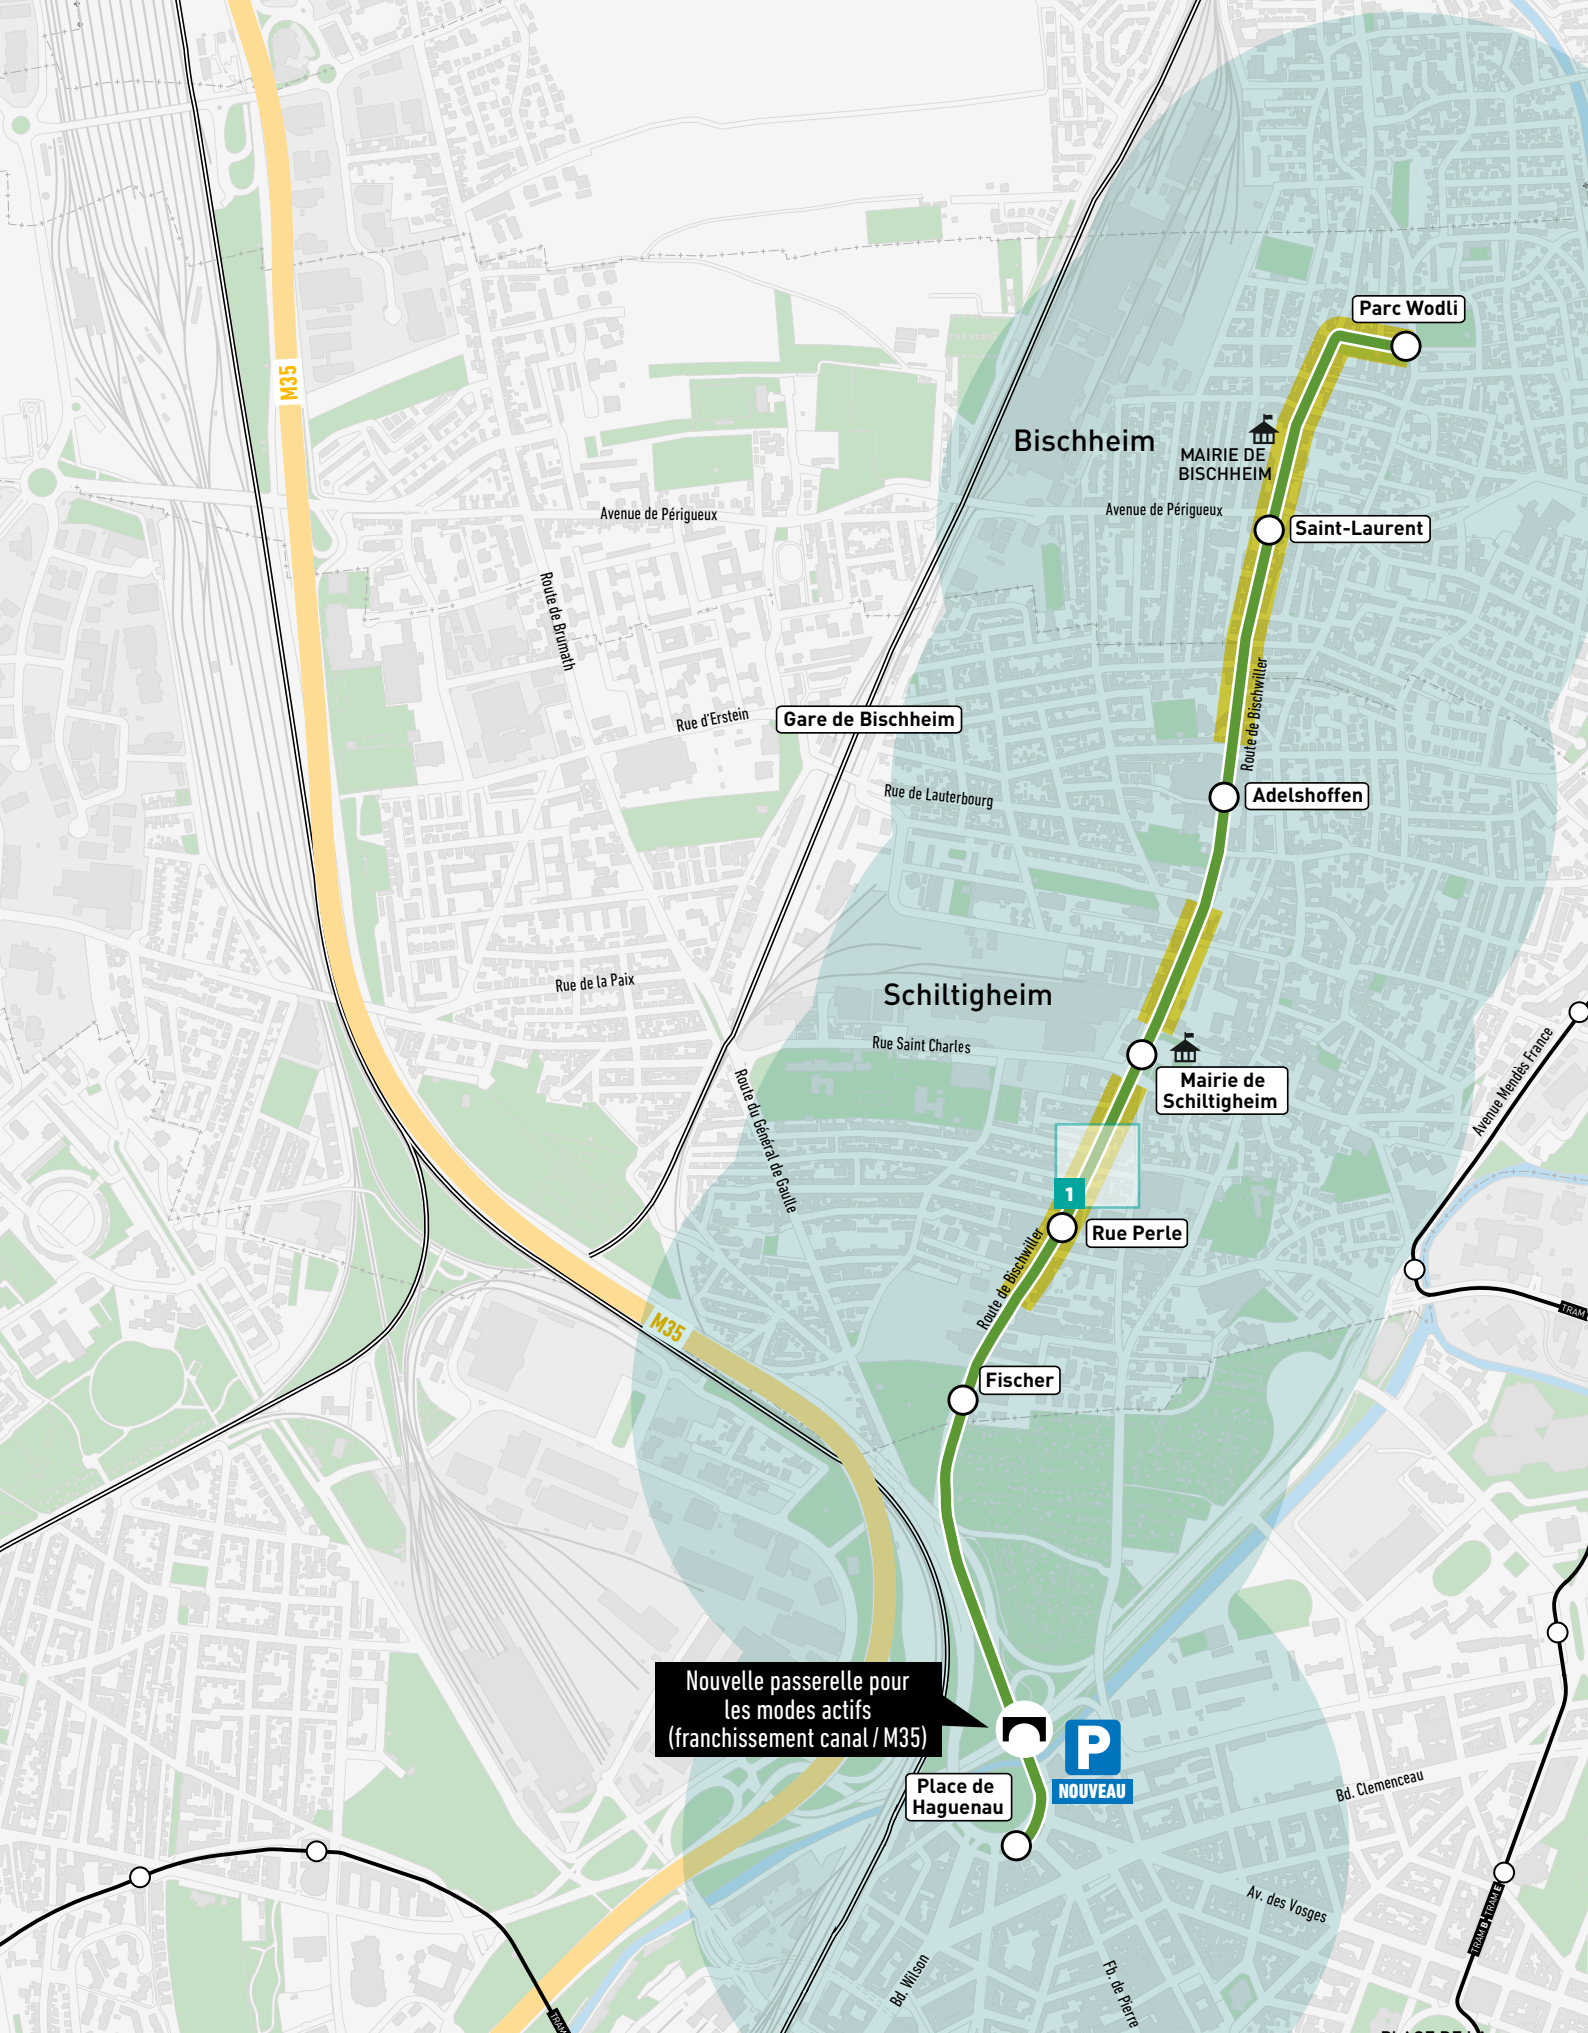 Parc Wodli
M35
Bischheim
MAIRIE DE
BISCHHEIM
Avenue de Périgueux
Avenue de Périgueux
Saint-Laurent
Route de Brumath
Route de Bischwiller
Rue d'Erstein
Gare de Bischheim
Rue de Lauterbourg
Adelshoffen
Rue de la Paix
Schiltigheim
Rue Saint Charles
Mairie de
Schiltigheim
Avenue Mendès France
Route du Général de Gaulle
1
Rue Perle
Route de Bischwiller
TRAM
M35
Fischer
Nouvelle passerelle pour
les modes actifs
(franchissement canal / M35)
P
NOUVEAU
Place de
Haguenau
Bd. Clemenceau
Av. des Vosges
TRAM B TRAM E
Bd. Wilson
Fb. de Pierre
TRAM